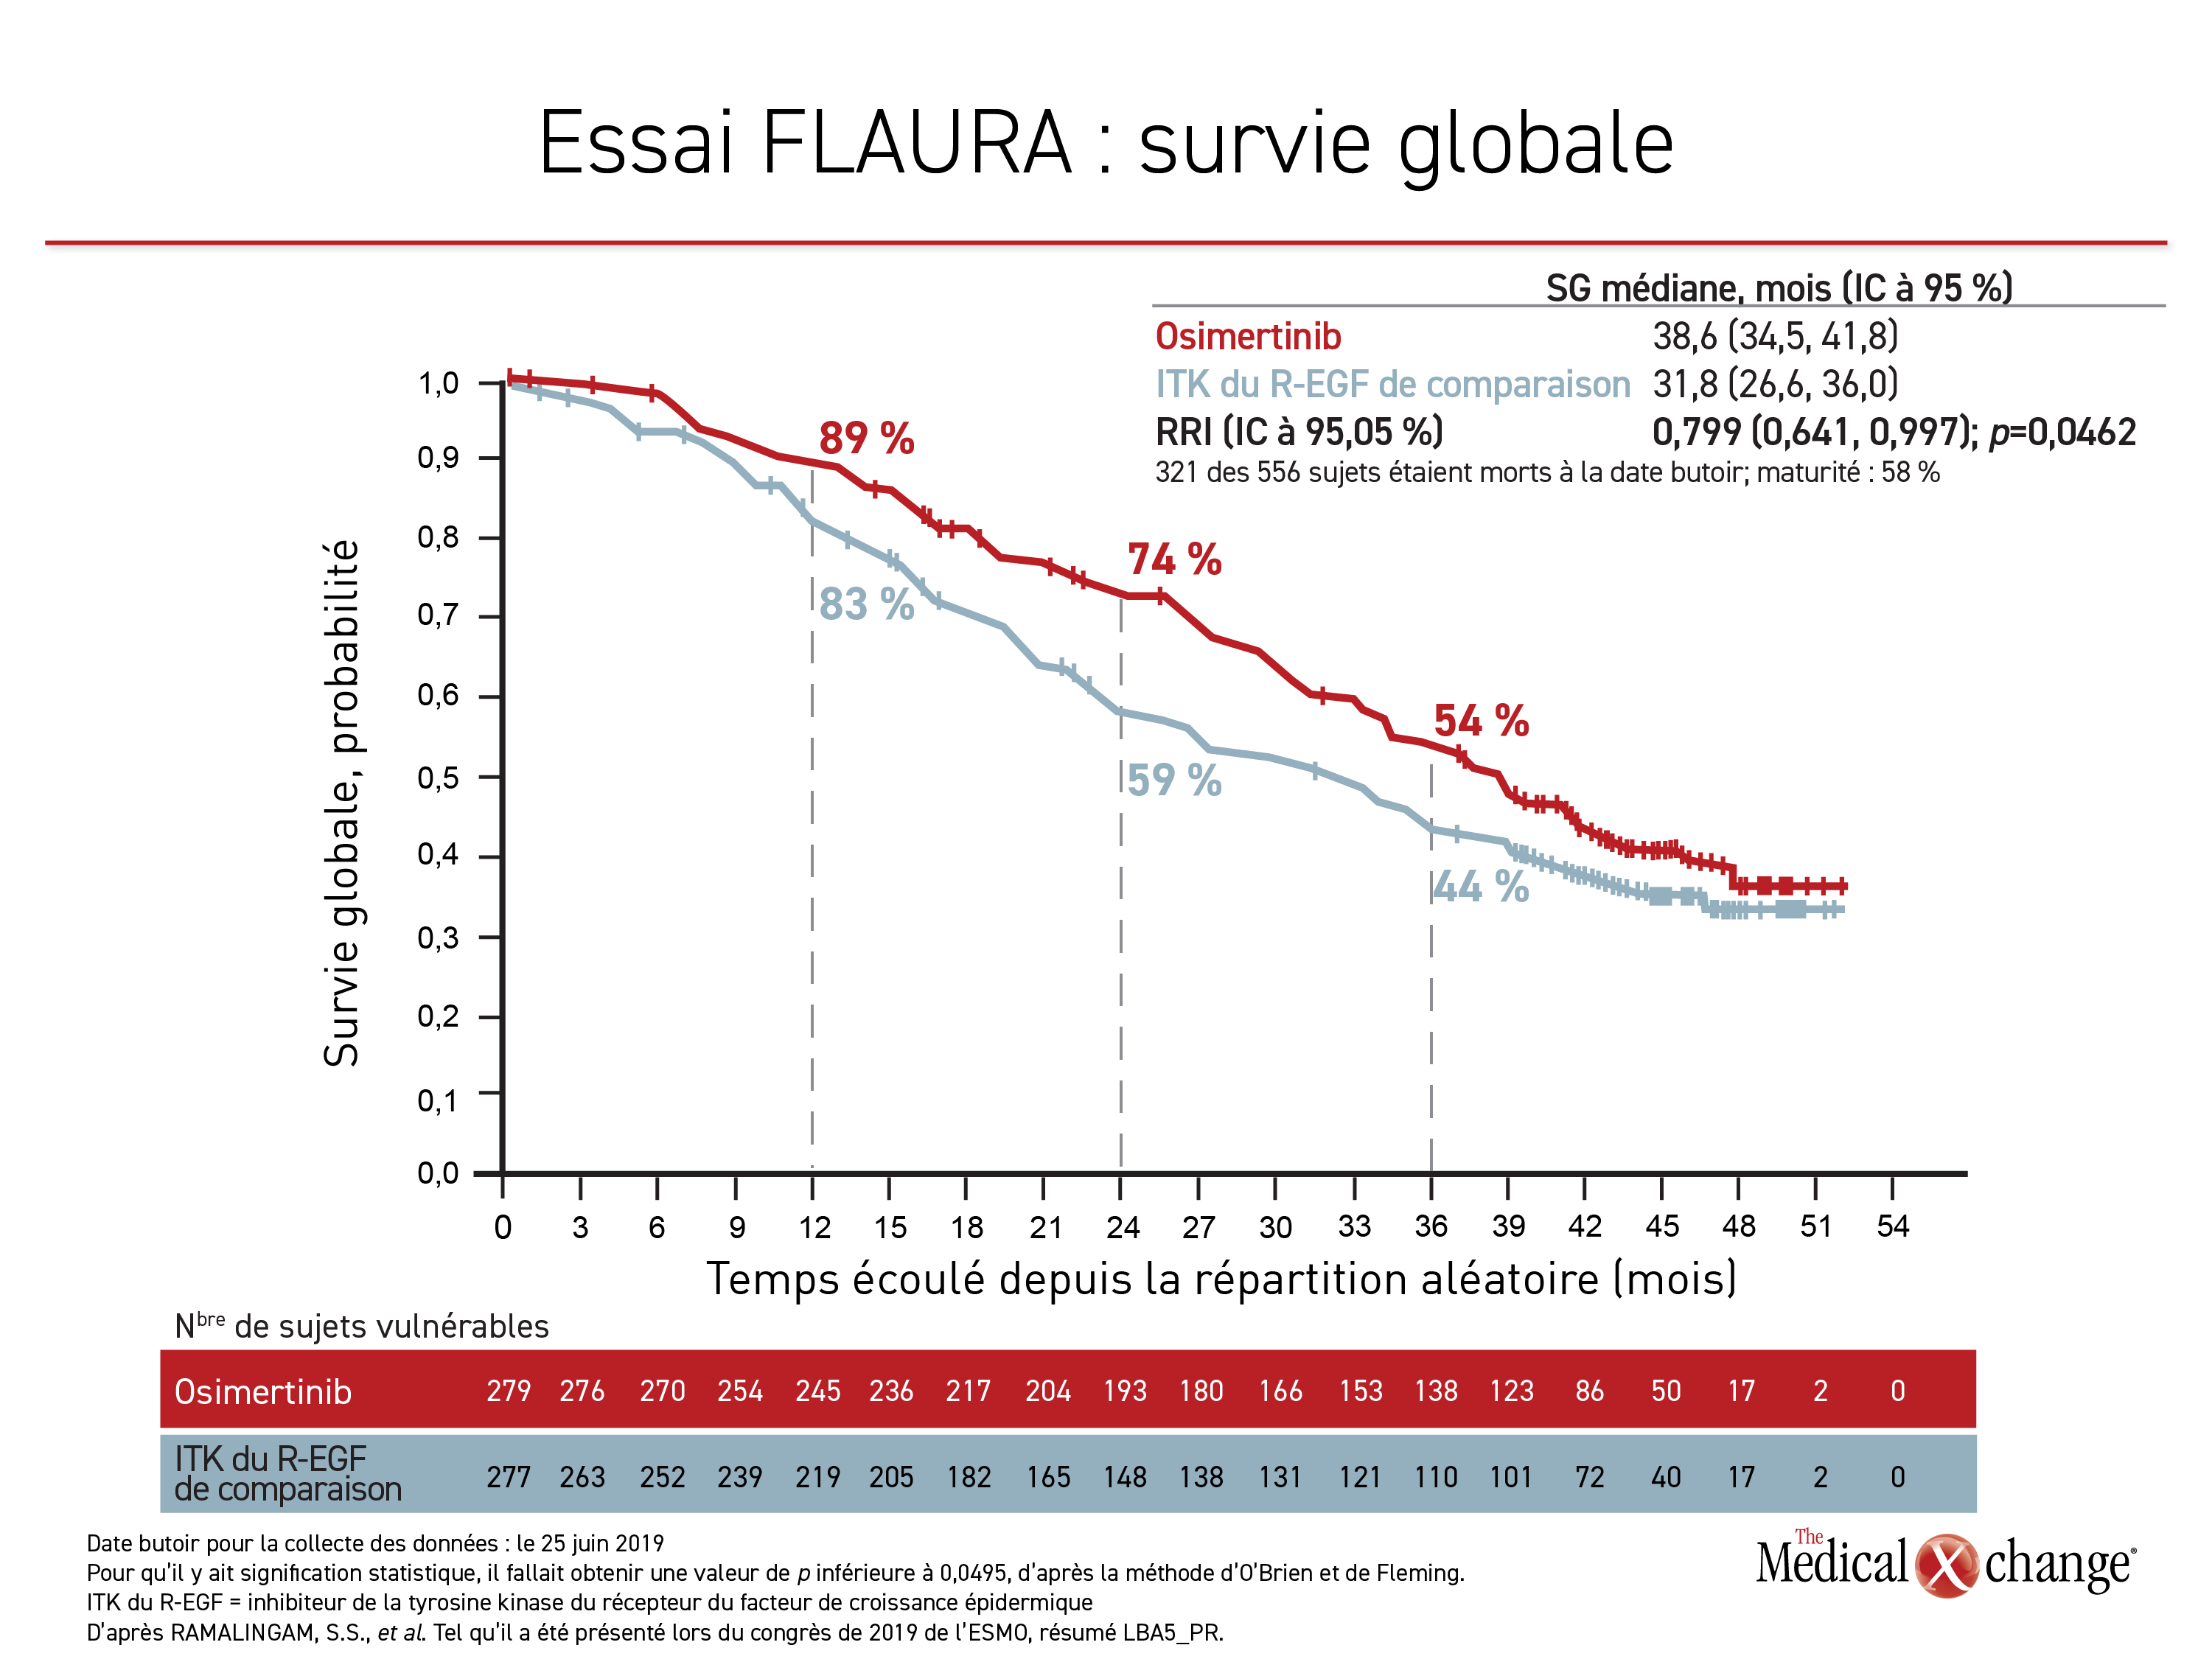 Essai FLAURA : survie globale
SG médiane, mois (IC à 95 %)
Osimertinib 38,6 (34,5, 41,8)
ITK du R-EGF de comparaison 31,8 (26,6, 36,0)
RRI (IC à 95,05 %) 0,799 (0,641, 0,997); p=0,0462
321 des 556 sujets étaient morts à la date butoir; maturité : 58 %
Survie globale, probabilité
1,0
0,9
0,8
0,7
0,6
0,5
0,4
0,3
0,2
0,1
0,0
89 %
83 %
74 %
59 %
54 %
44 %
0 3 6 9 12 15 18 21 24 27 30 33 36 39 42 45 48 51 54
Temps écoulé depuis la répartition aléatoire (mois)
Nbre de sujets vulnérables
Osimertinib 279 276 270 254 245 236 217 204 193 180 166 153 138 123 86 50 17 2 0
ITK du R-EGF
de comparaison 277 263 252 239 219 205 182 165 148 138 131 121 110 101 72 40 17 2 0
Date butoir pour la collecte des données : le 25 juin 2019
Pour qu'il y ait signification statistique, il fallait obtenir une valeur de p inférieure à 0,0495, d'après la méthode d'O'Brien et de Fleming.
ITK du R-EGF = inhibiteur de la tyrosine kinase du récepteur du facteur de croissance épidermique
D'après RAMALINGAM, S.S., et al. Tel qu'il a été présenté lors du congrès de 2019 de l'ESMO, résumé LBA5_PR.
The
Medical X change®